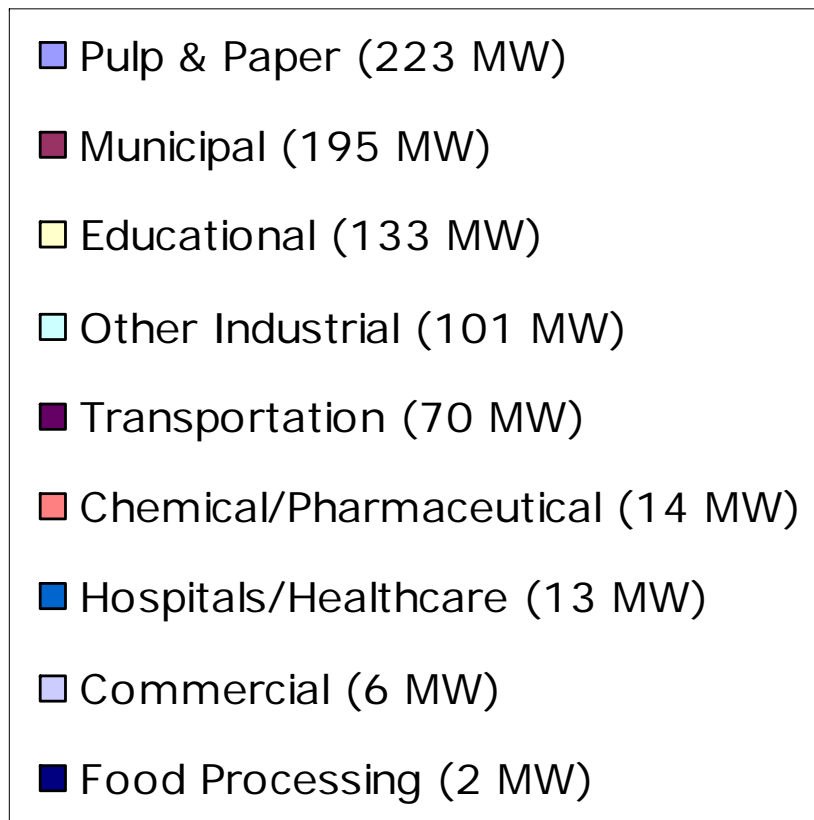 Pulp & Paper (223 MW)
Municipal (195 MW)
Educational (133 MW)
Other Industrial (101 MW)
Transportation (70 MW)
Chemical/Pharmaceutical (14 MW)
Hospitals/Healthcare (13 MW)
Commercial (6 MW)
Food Processing (2 MW)